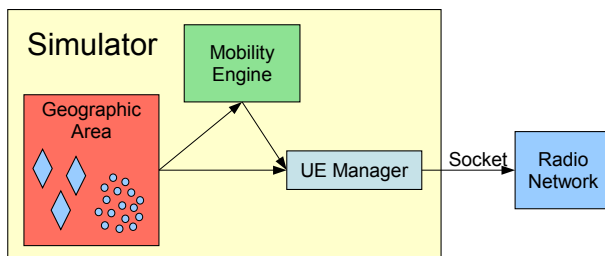 Simulator
Mobility
Engine
Geographic
Area
UE Manager
Socket
Radio
Network